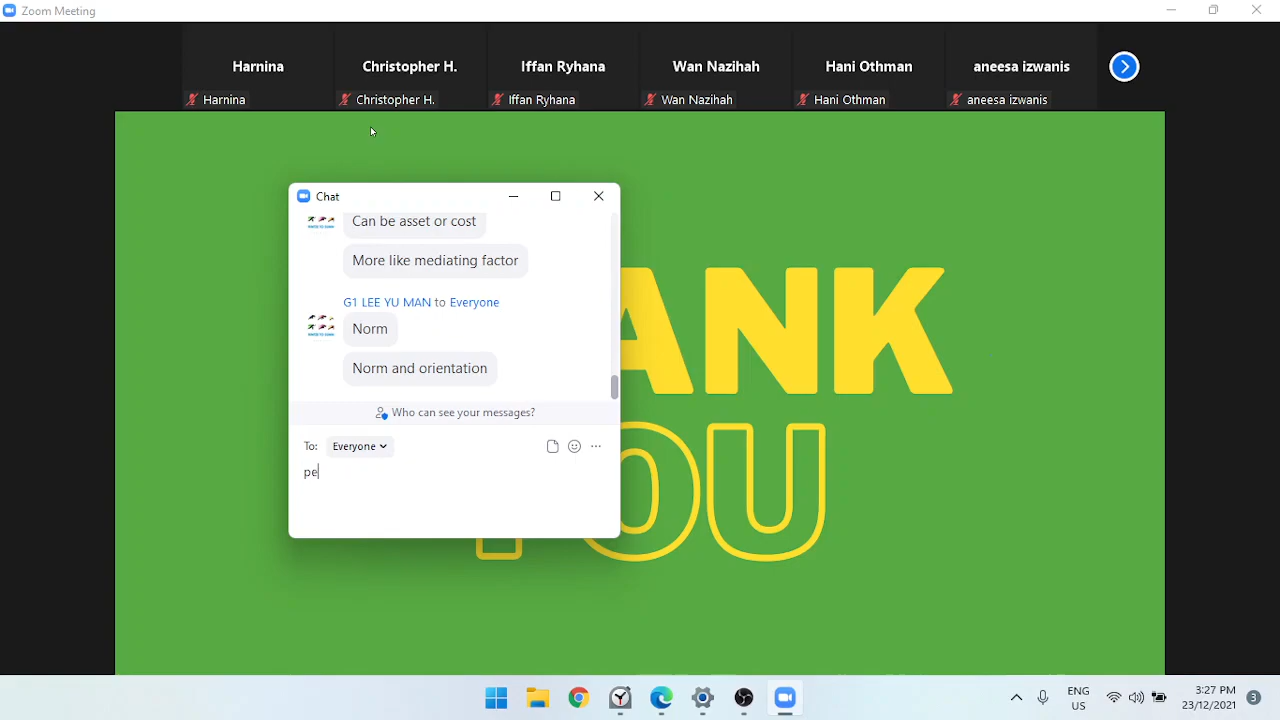 Zoom Meeting
Harnina
Christopher H.
Iffan Ryhana
Wan Nazihah
Hani Othman
aneesa izwanis
Harnina
Christopher H.
Iffan Ryhana
Wan Nazihah
Hani Othman
aneesa izwanis
Chat
Can be asset or cost
More like mediating factor
G1 LEE YU MAN to Everyone
Norm
Norm and orientation
Who can see your messages?
To: Everyone
pe
ANK
YOU
ENG
US
3:27 PM
23/12/2021
3